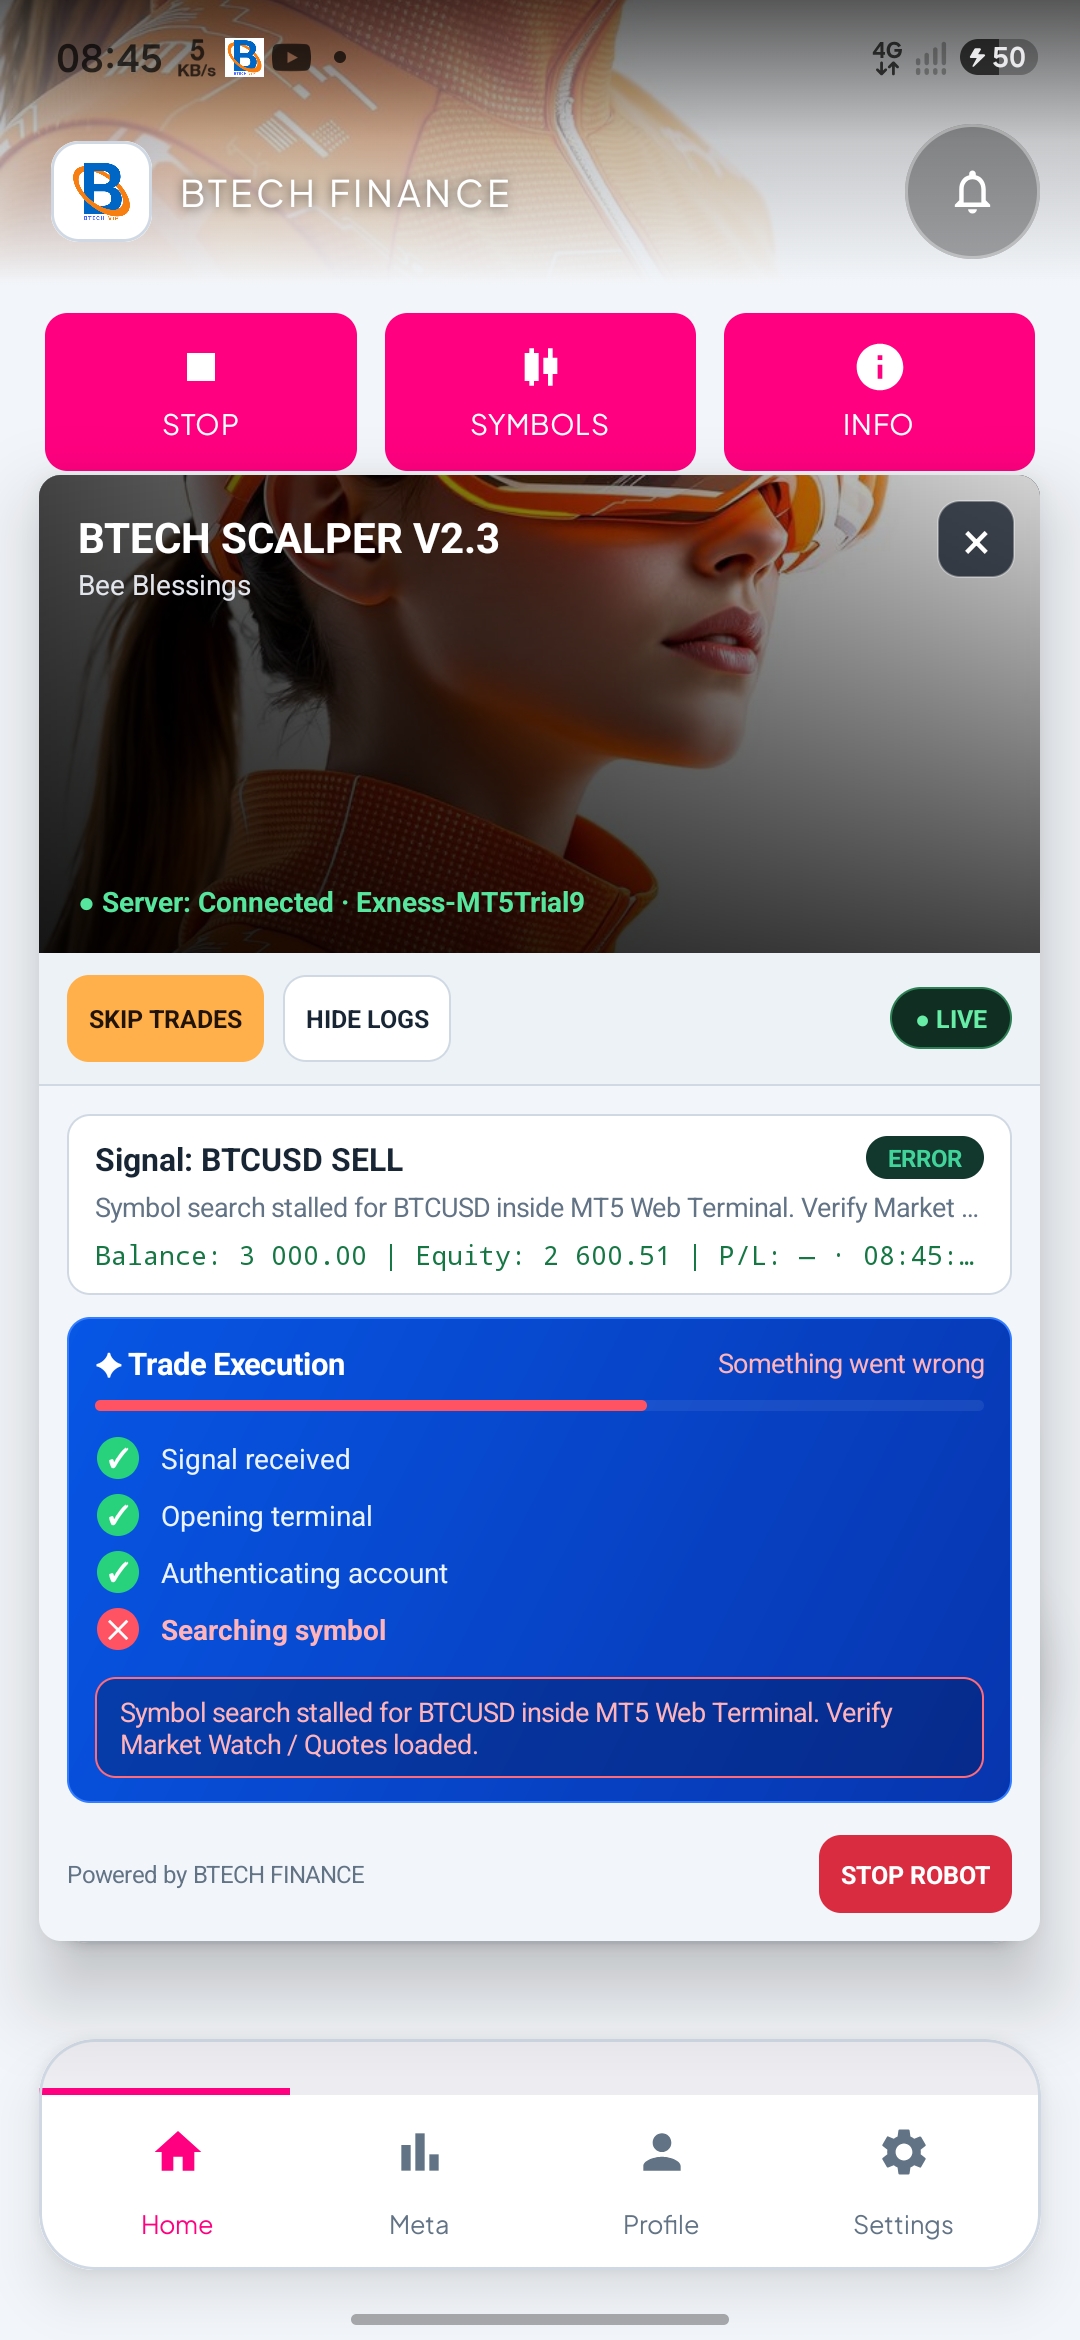 08:45 5 KB/s 4G 50
BTECH FINANCE
STOP SYMBOLS INFO
BTECH SCALPER V2.3
Bee Blessings
● Server: Connected · Exness-MT5Trial9
SKIP TRADES HIDE LOGS ● LIVE
Signal: BTCUSD SELL ERROR
Symbol search stalled for BTCUSD inside MT5 Web Terminal. Verify Market ...
Balance: 3 000.00 | Equity: 2 600.51 | P/L: — · 08:45:…
Trade Execution Something went wrong
Signal received
Opening terminal
Authenticating account
Searching symbol
Symbol search stalled for BTCUSD inside MT5 Web Terminal. Verify
Market Watch / Quotes loaded.
Powered by BTECH FINANCE STOP ROBOT
Home Meta Profile Settings